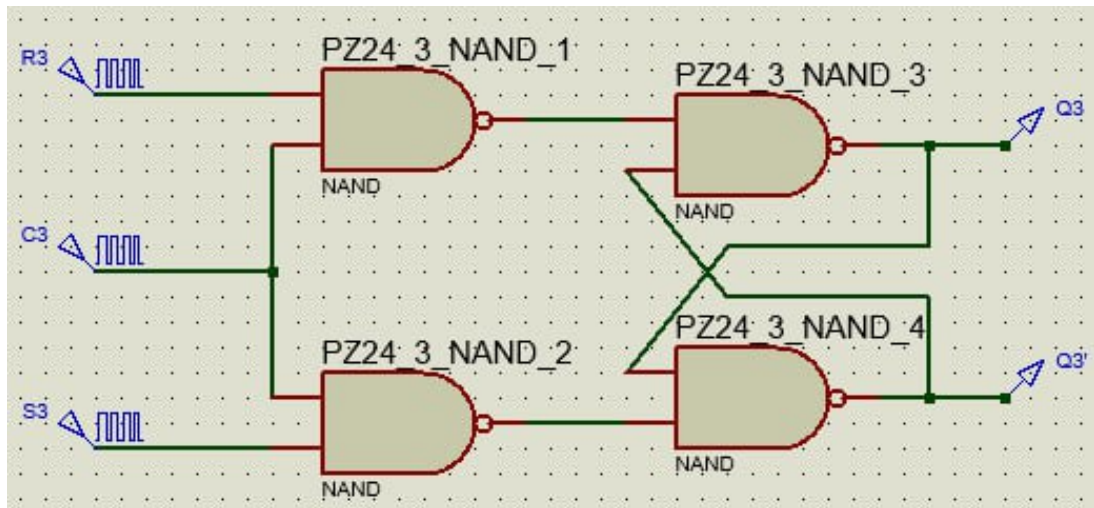 R3
PZ24_3_NAND_1
NAND
PZ24_3_NAND_3
NAND
Q3
C3
PZ24_3_NAND_2
NAND
PZ24_3_NAND_4
NAND
Q3'
S3